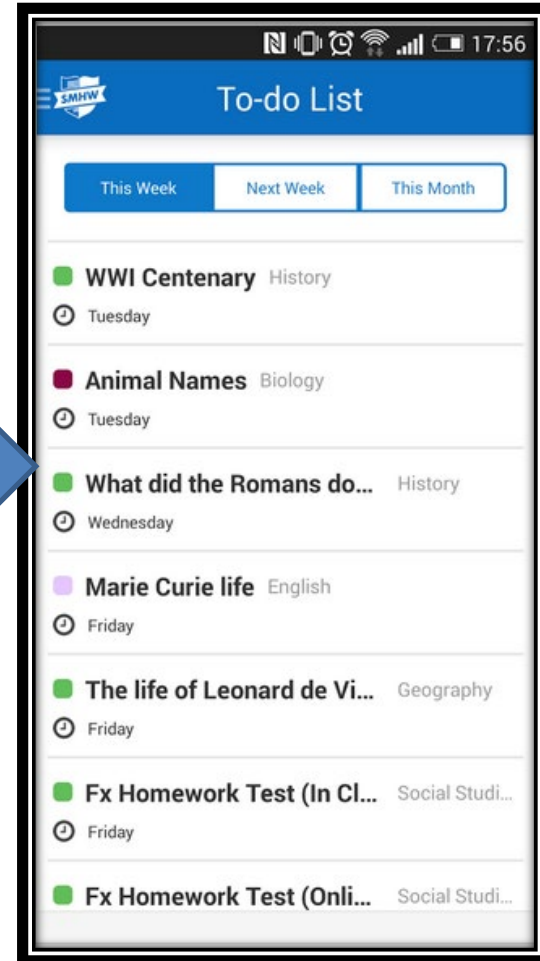 17:56
SMHW
To-do List
This Week Next Week This Month
WWI Centenary History
Tuesday
Animal Names Biology
Tuesday
What did the Romans do... History
Wednesday
Marie Curie life English
Friday
The life of Leonard de Vi... Geography
Friday
Fx Homework Test (In Cl... Social Studi...
Friday
Fx Homework Test (Onli... Social Studi...